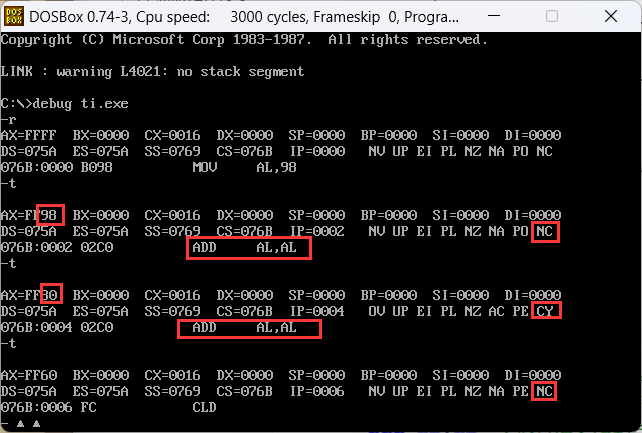 DOSBox 0.74-3, Cpu speed:    3000 cycles, Frameskip  0, Progra...
Copyright (C) Microsoft Corp 1983-1987.  All rights reserved.
LINK : warning L4021: no stack segment
C:\>debug ti.exe
-r
AX=FFFF  BX=0000  CX=0016  DX=0000  SP=0000  BP=0000  SI=0000  DI=0000
DS=075A  ES=075A  SS=0769  CS=076B  IP=0000   NV UP EI PL NZ NA PO NC
076B:0000 B098          MOV     AL,98
-t
AX=FF98  BX=0000  CX=0016  DX=0000  SP=0000  BP=0000  SI=0000  DI=0000
DS=075A  ES=075A  SS=0769  CS=076B  IP=0002   NV UP EI PL NZ NA PO NC
076B:0002 02C0          ADD     AL,AL
-t
AX=FF30  BX=0000  CX=0016  DX=0000  SP=0000  BP=0000  SI=0000  DI=0000
DS=075A  ES=075A  SS=0769  CS=076B  IP=0004   OV UP EI PL NZ AC PE CY
076B:0004 02C0          ADD     AL,AL
-t
AX=FF60  BX=0000  CX=0016  DX=0000  SP=0000  BP=0000  SI=0000  DI=0000
DS=075A  ES=075A  SS=0769  CS=076B  IP=0006   NV UP EI PL NZ NA PE NC
076B:0006 FC            CLD
-